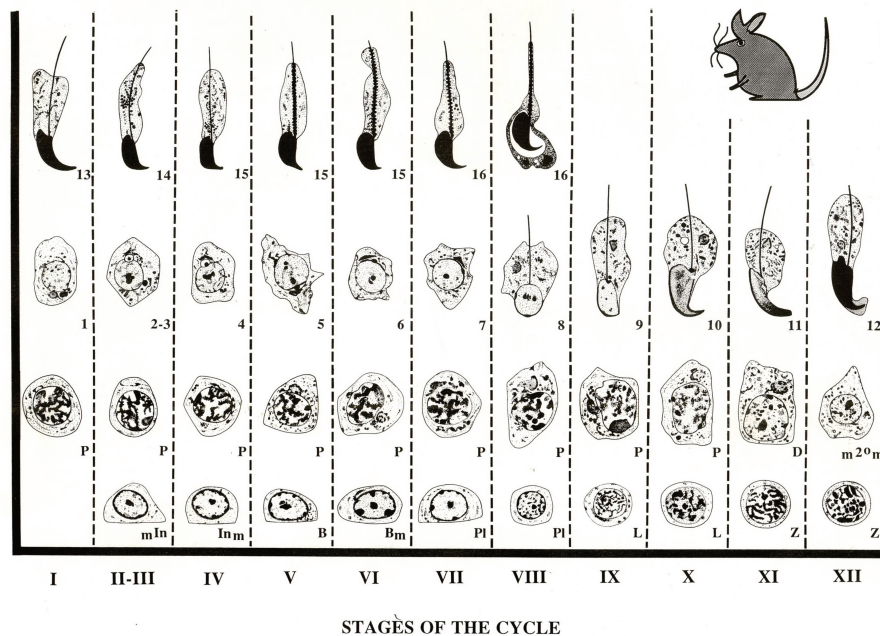 13 14 15 15 15 16 16
1 2-3 4 5 6 7 8 9 10 11 12
P P P P P P P P P D m2°m
mIn Inm B Bm Pl Pl L L Z Z
I II-III IV V VI VII VIII IX X XI XII
STAGES OF THE CYCLE